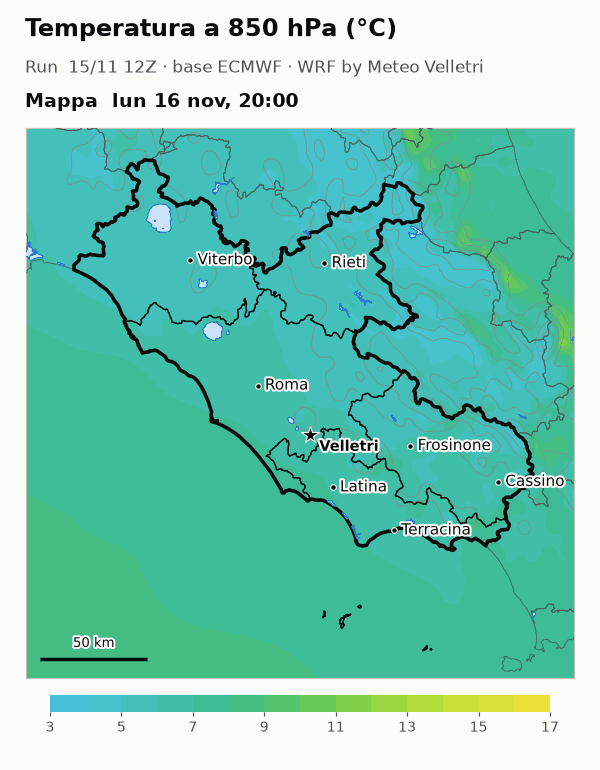 Temperatura a 850 hPa (°C)
Run  15/11 12Z · base ECMWF · WRF by Meteo Velletri
Mappa  lun 16 nov, 20:00
Viterbo
Rieti
Roma
Velletri
Frosinone
Cassino
Latina
Terracina
50 km
3 5 7 9 11 13 15 17